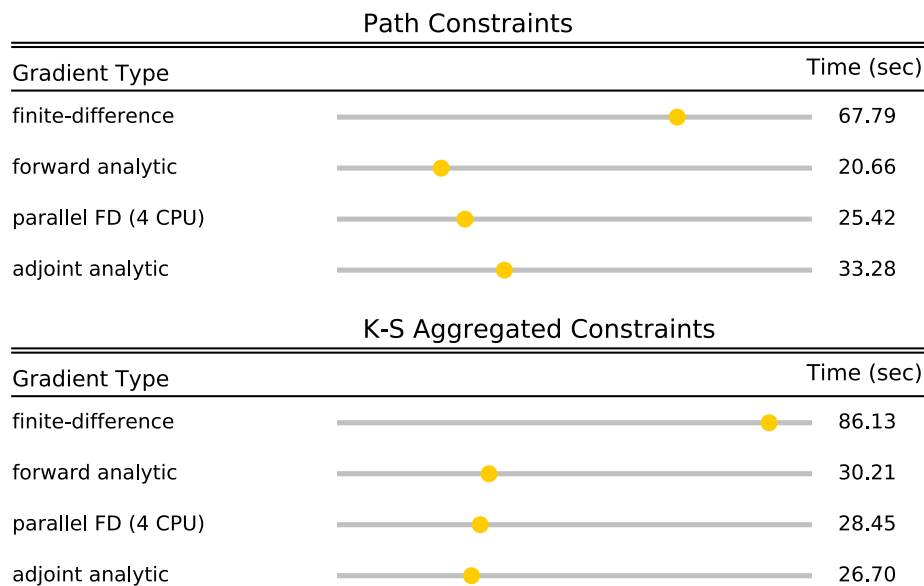 Path Constraints
Gradient Type Time (sec)
finite-difference 67.79
forward analytic 20.66
parallel FD (4 CPU) 25.42
adjoint analytic 33.28
K-S Aggregated Constraints
Gradient Type Time (sec)
finite-difference 86.13
forward analytic 30.21
parallel FD (4 CPU) 28.45
adjoint analytic 26.70